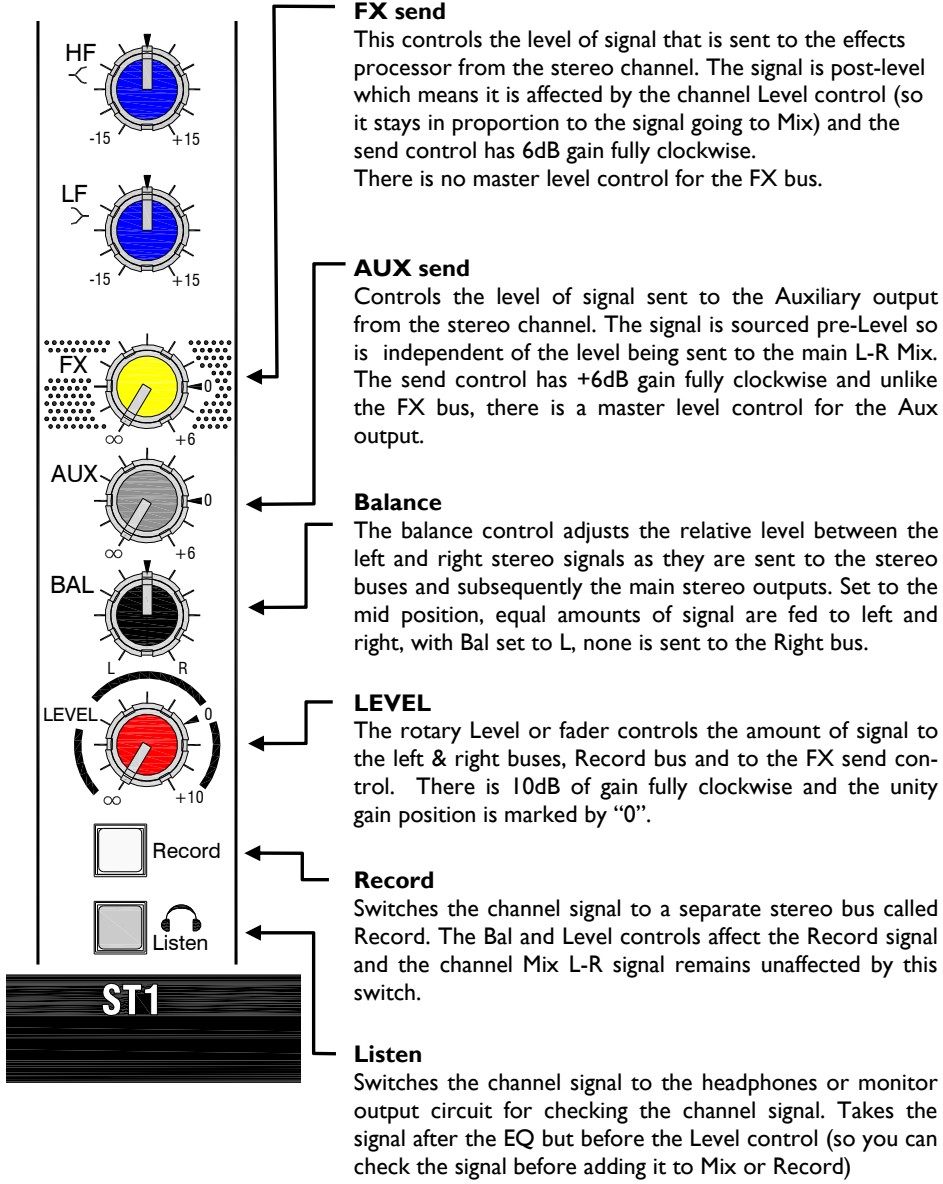 HF
-15 +15
LF
-15 +15
FX
0
∞ +6
AUX
0
∞ +6
BAL
L R
LEVEL
0
∞ +10
Record
Listen
ST1
FX send
This controls the level of signal that is sent to the effects
processor from the stereo channel. The signal is post-level
which means it is affected by the channel Level control (so
it stays in proportion to the signal going to Mix) and the
send control has 6dB gain fully clockwise.
There is no master level control for the FX bus.
AUX send
Controls the level of signal sent to the Auxiliary output
from the stereo channel. The signal is sourced pre-Level so
is independent of the level being sent to the main L-R Mix.
The send control has +6dB gain fully clockwise and unlike
the FX bus, there is a master level control for the Aux
output.
Balance
The balance control adjusts the relative level between the
left and right stereo signals as they are sent to the stereo
buses and subsequently the main stereo outputs. Set to the
mid position, equal amounts of signal are fed to left and
right, with Bal set to L, none is sent to the Right bus.
LEVEL
The rotary Level or fader controls the amount of signal to
the left & right buses, Record bus and to the FX send con-
trol. There is 10dB of gain fully clockwise and the unity
gain position is marked by “0”.
Record
Switches the channel signal to a separate stereo bus called
Record. The Bal and Level controls affect the Record signal
and the channel Mix L-R signal remains unaffected by this
switch.
Listen
Switches the channel signal to the headphones or monitor
output circuit for checking the channel signal. Takes the
signal after the EQ but before the Level control (so you can
check the signal before adding it to Mix or Record)